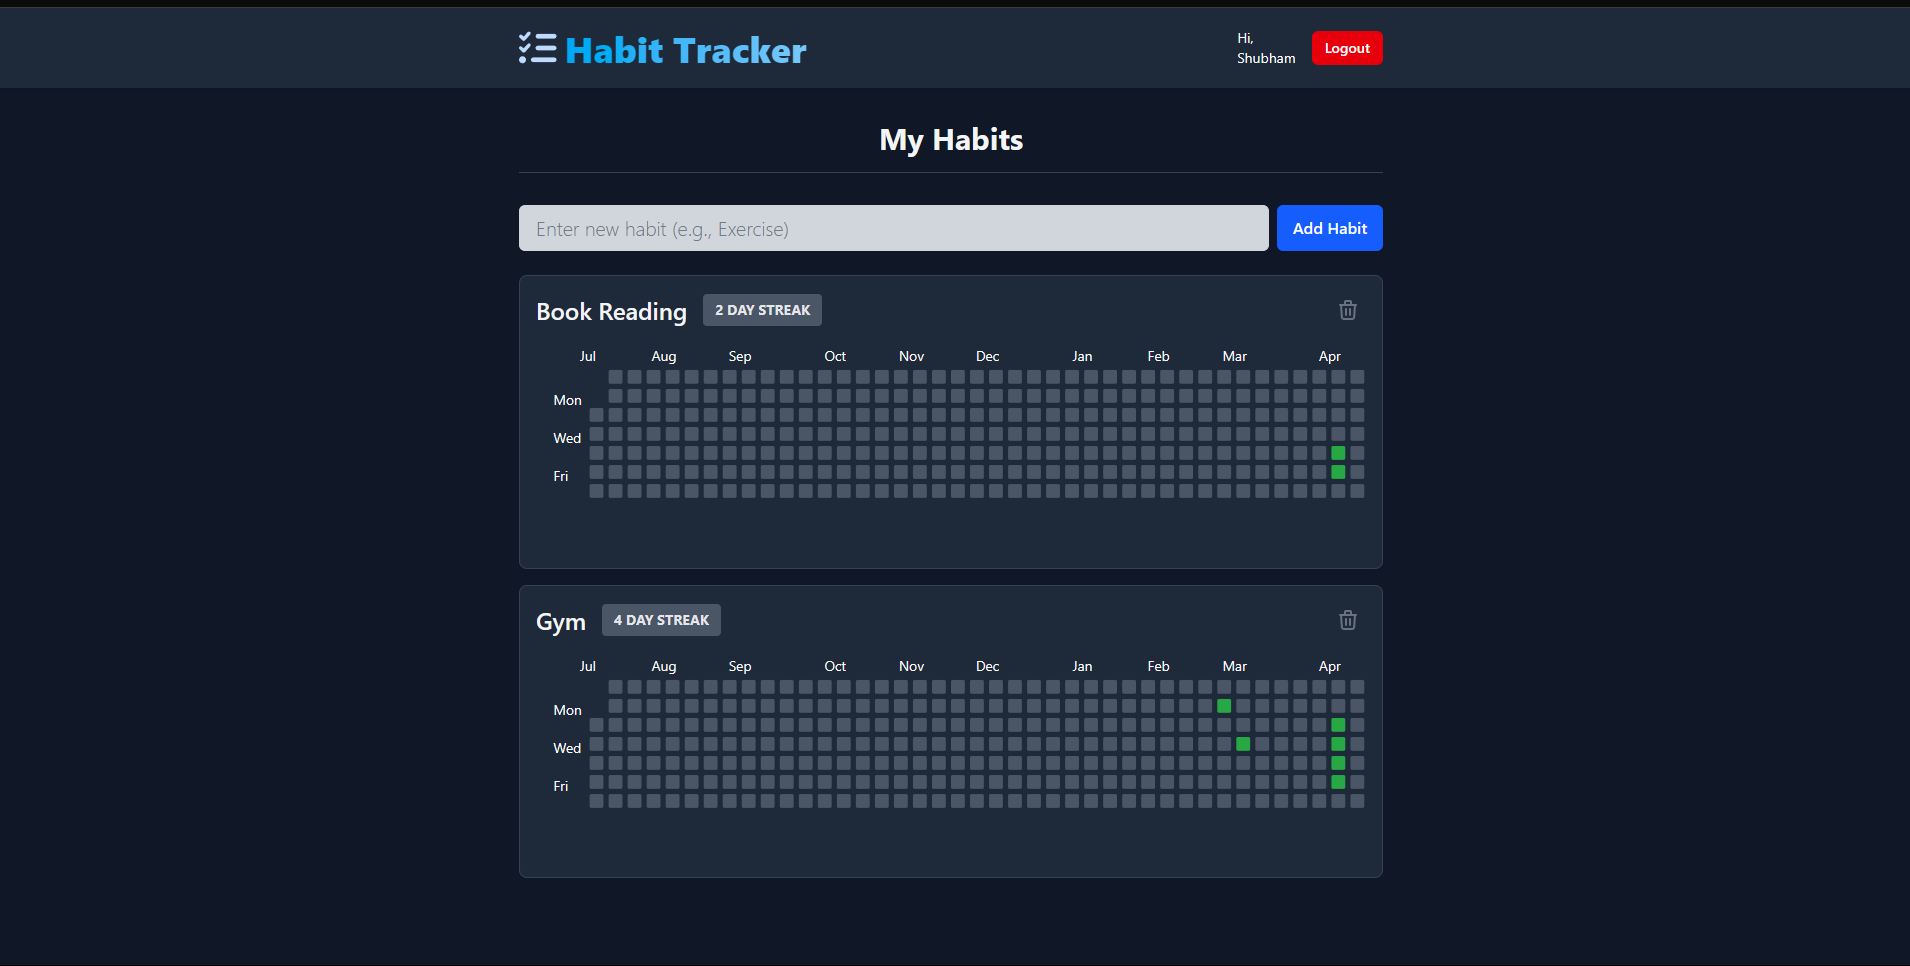 Habit Tracker
Hi,
Shubham
Logout
My Habits
Enter new habit (e.g., Exercise)
Add Habit
Book Reading
2 DAY STREAK
Jul Aug Sep Oct Nov Dec Jan Feb Mar Apr
Mon
Wed
Fri
Gym
4 DAY STREAK
Jul Aug Sep Oct Nov Dec Jan Feb Mar Apr
Mon
Wed
Fri